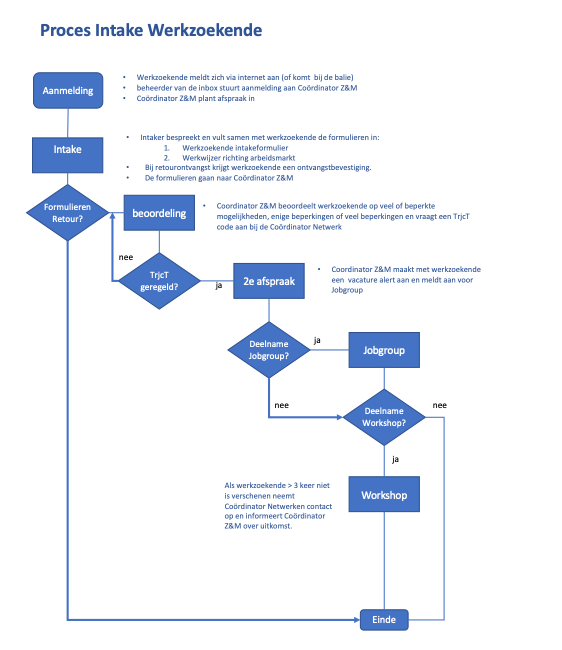 Proces Intake Werkzoekende
Aanmelding
• Werkzoekende meldt zich via internet aan (of komt bij de balie)
• beheerder van de inbox stuurt aanmelding aan Coördinator Z&M
• Coördinator Z&M plant afspraak in
Intake
• Intaker bespreekt en vult samen met werkzoekende de formulieren in:
1. Werkzoekende intakeformulier
2. Werkwijzer richting arbeidsmarkt
• Bij retourontvangst krijgt werkzoekende een ontvangstbevestiging.
• De formulieren gaan naar Coördinator Z&M
Formulieren
Retour?
beoordeling
• Coordinator Z&M beoordeelt werkzoekende op veel of beperkte
mogelijkheden, enige beperkingen of veel beperkingen en vraagt een TrjcT
code aan bij de Coördinator Netwerk
nee
TrjcT
geregeld?
ja
2e afspraak
• Coordinator Z&M maakt met werkzoekende
een vacature alert aan en meldt aan voor
Jobgroup
Deelname
Jobgroup?
ja
Jobgroup
nee
Deelname
Workshop?
nee
ja
Als werkzoekende > 3 keer niet
is verschenen neemt
Coördinator Netwerken contact
op en informeert Coördinator
Z&M over uitkomst.
Workshop
Einde